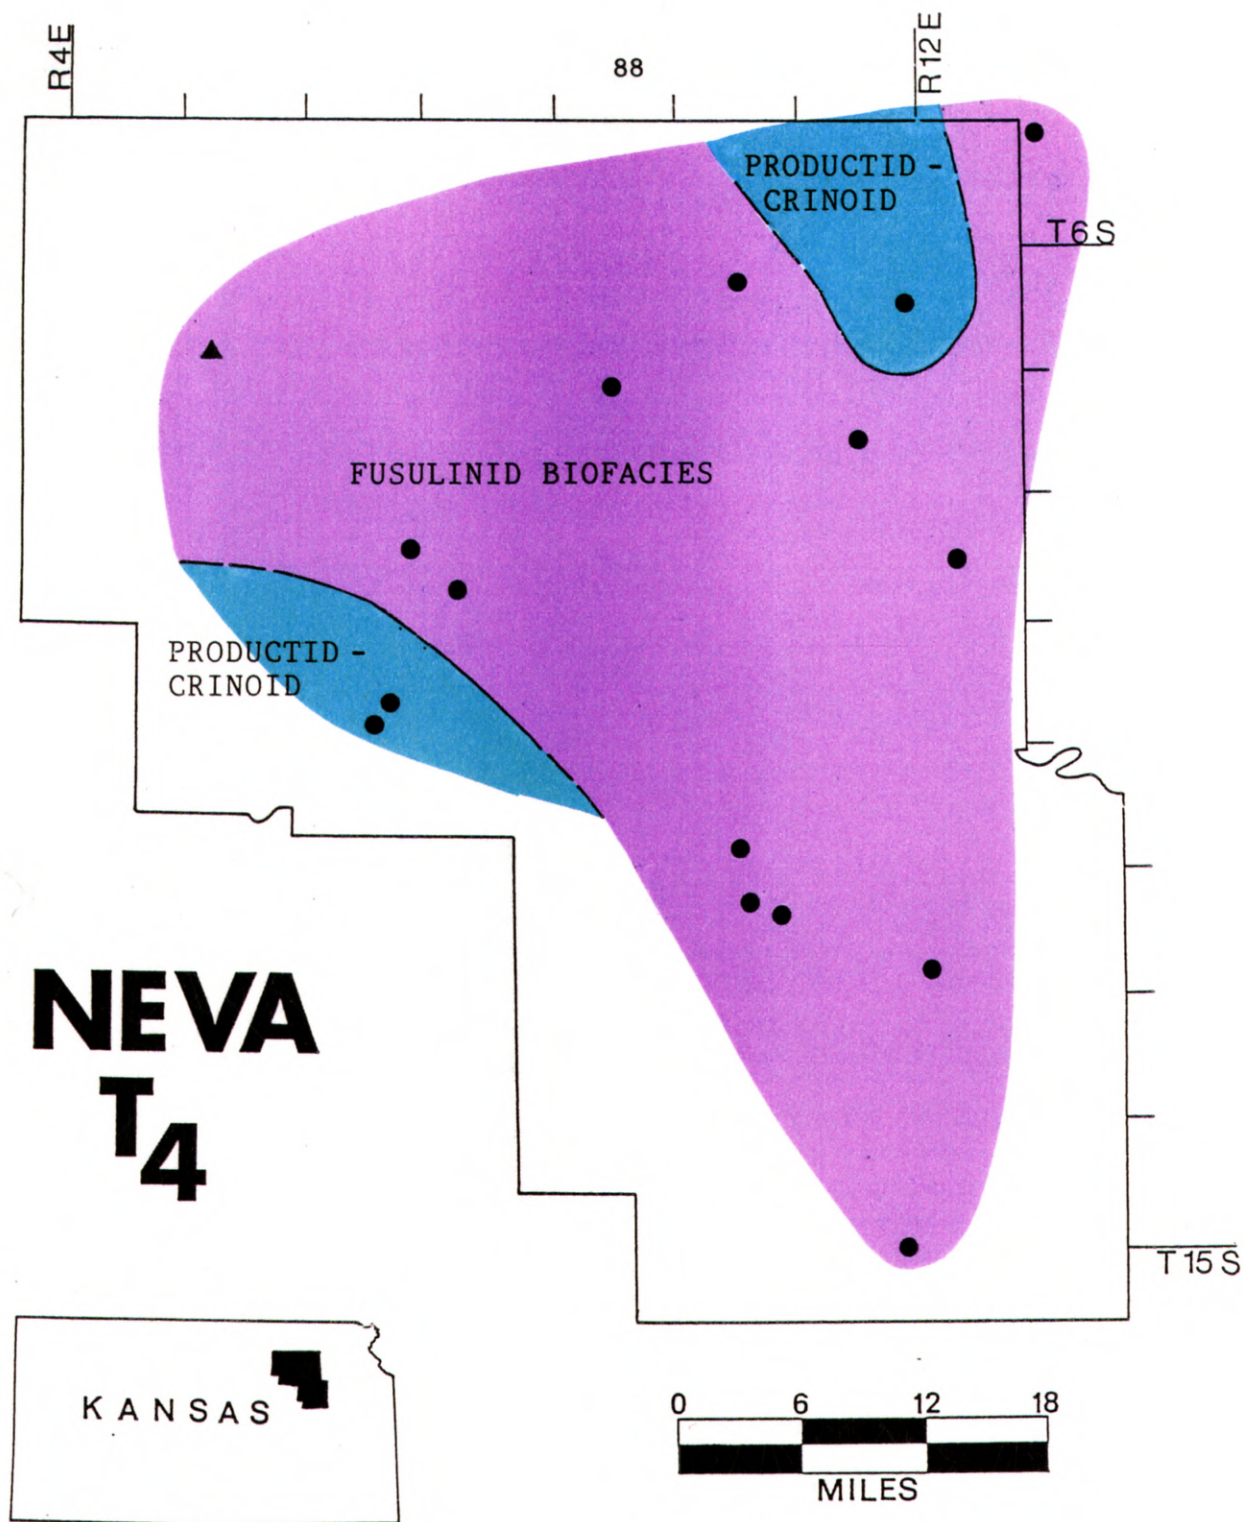 R4E
88
R12E
PRODUCTID-
CRINOID
T6S
FUSULINID BIOFACIES
PRODUCTID-
CRINOID
NEVA
T4
T15S
KANSAS
0 6 12 18
MILES